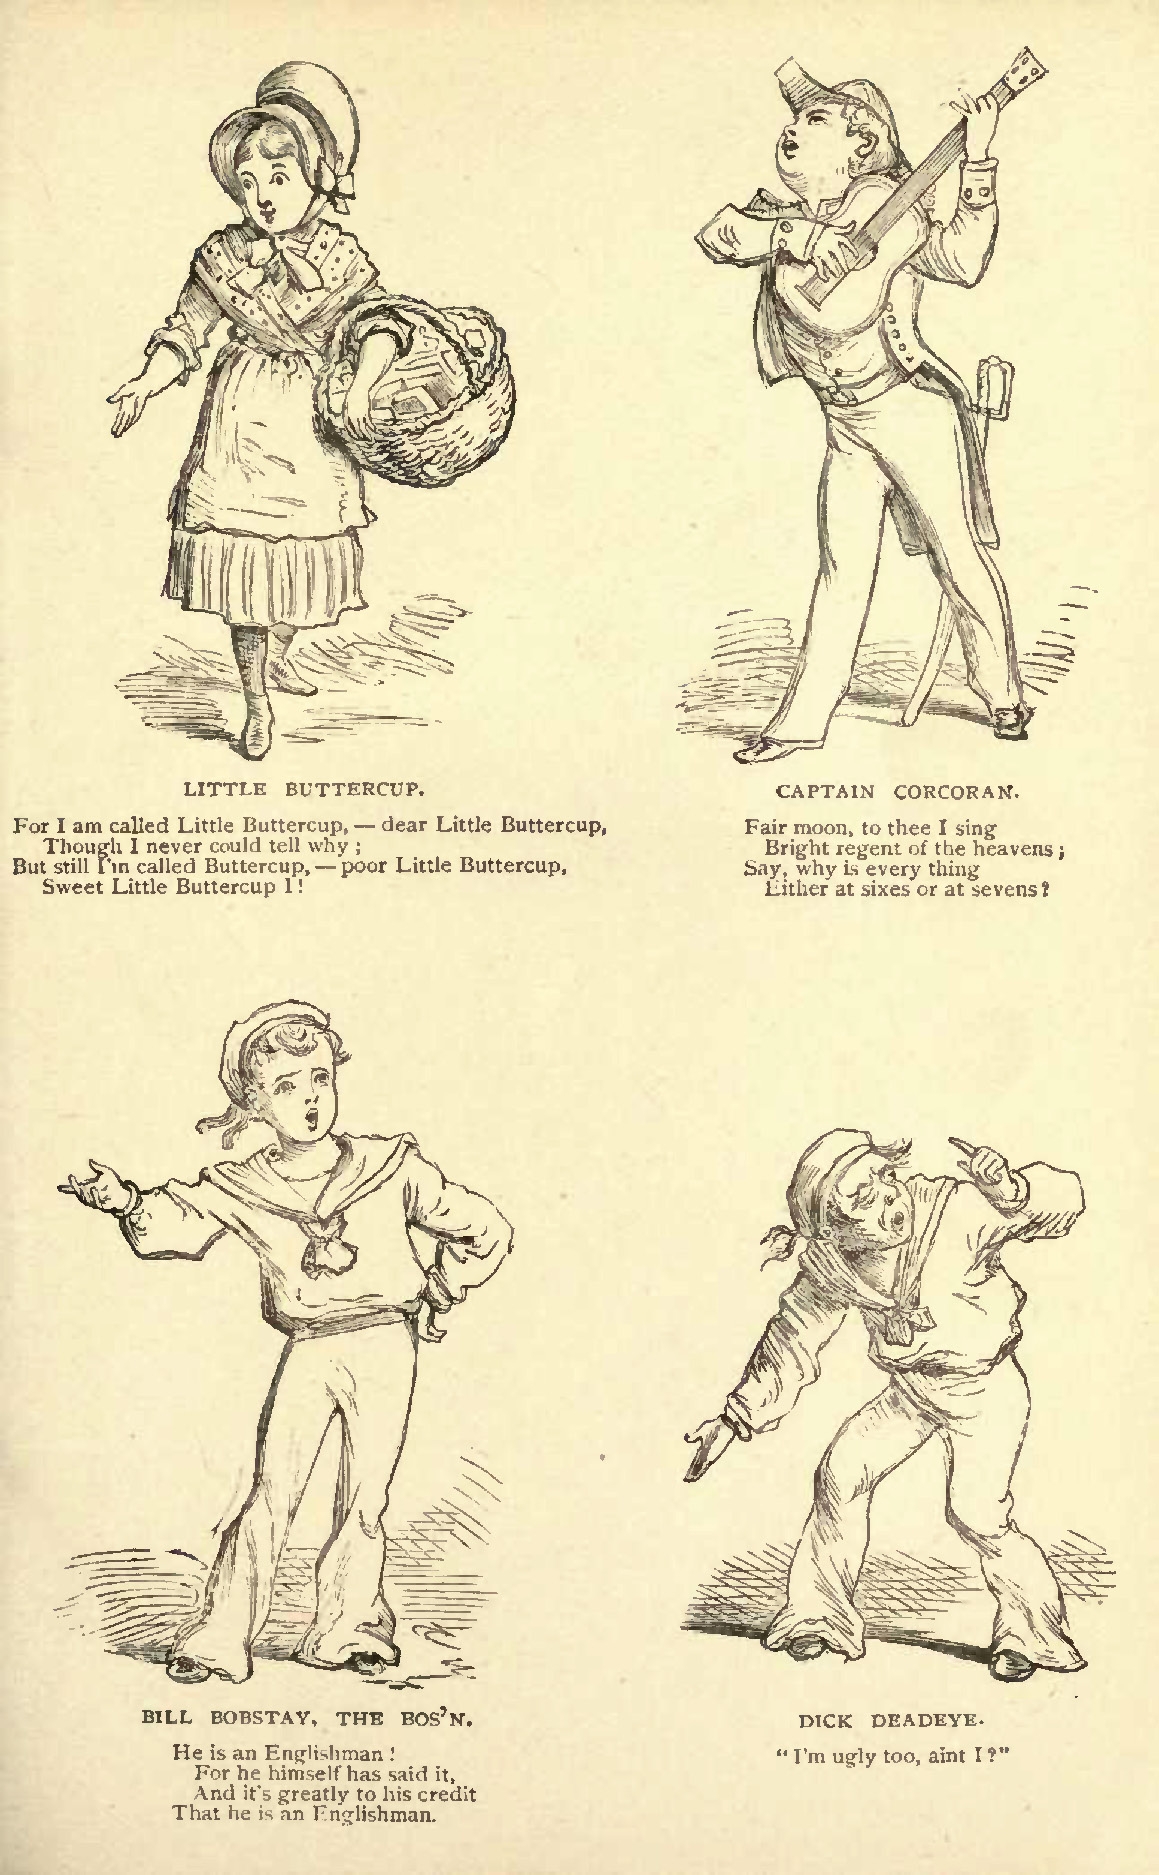 LITTLE BUTTERCUP.
For I am called Little Buttercup, — dear Little Buttercup,
Though I never could tell why ;
But still I'm called Buttercup, — poor Little Buttercup,
Sweet Little Buttercup I !
CAPTAIN CORCORAN.
Fair moon, to thee I sing
Bright regent of the heavens ;
Say, why is every thing
Either at sixes or at sevens ?
BILL BOBSTAY, THE BOS'N.
He is an Englishman !
For he himself has said it,
And it's greatly to his credit
That he is an Englishman.
DICK DEADEYE.
“ I'm ugly too, aint I ?”